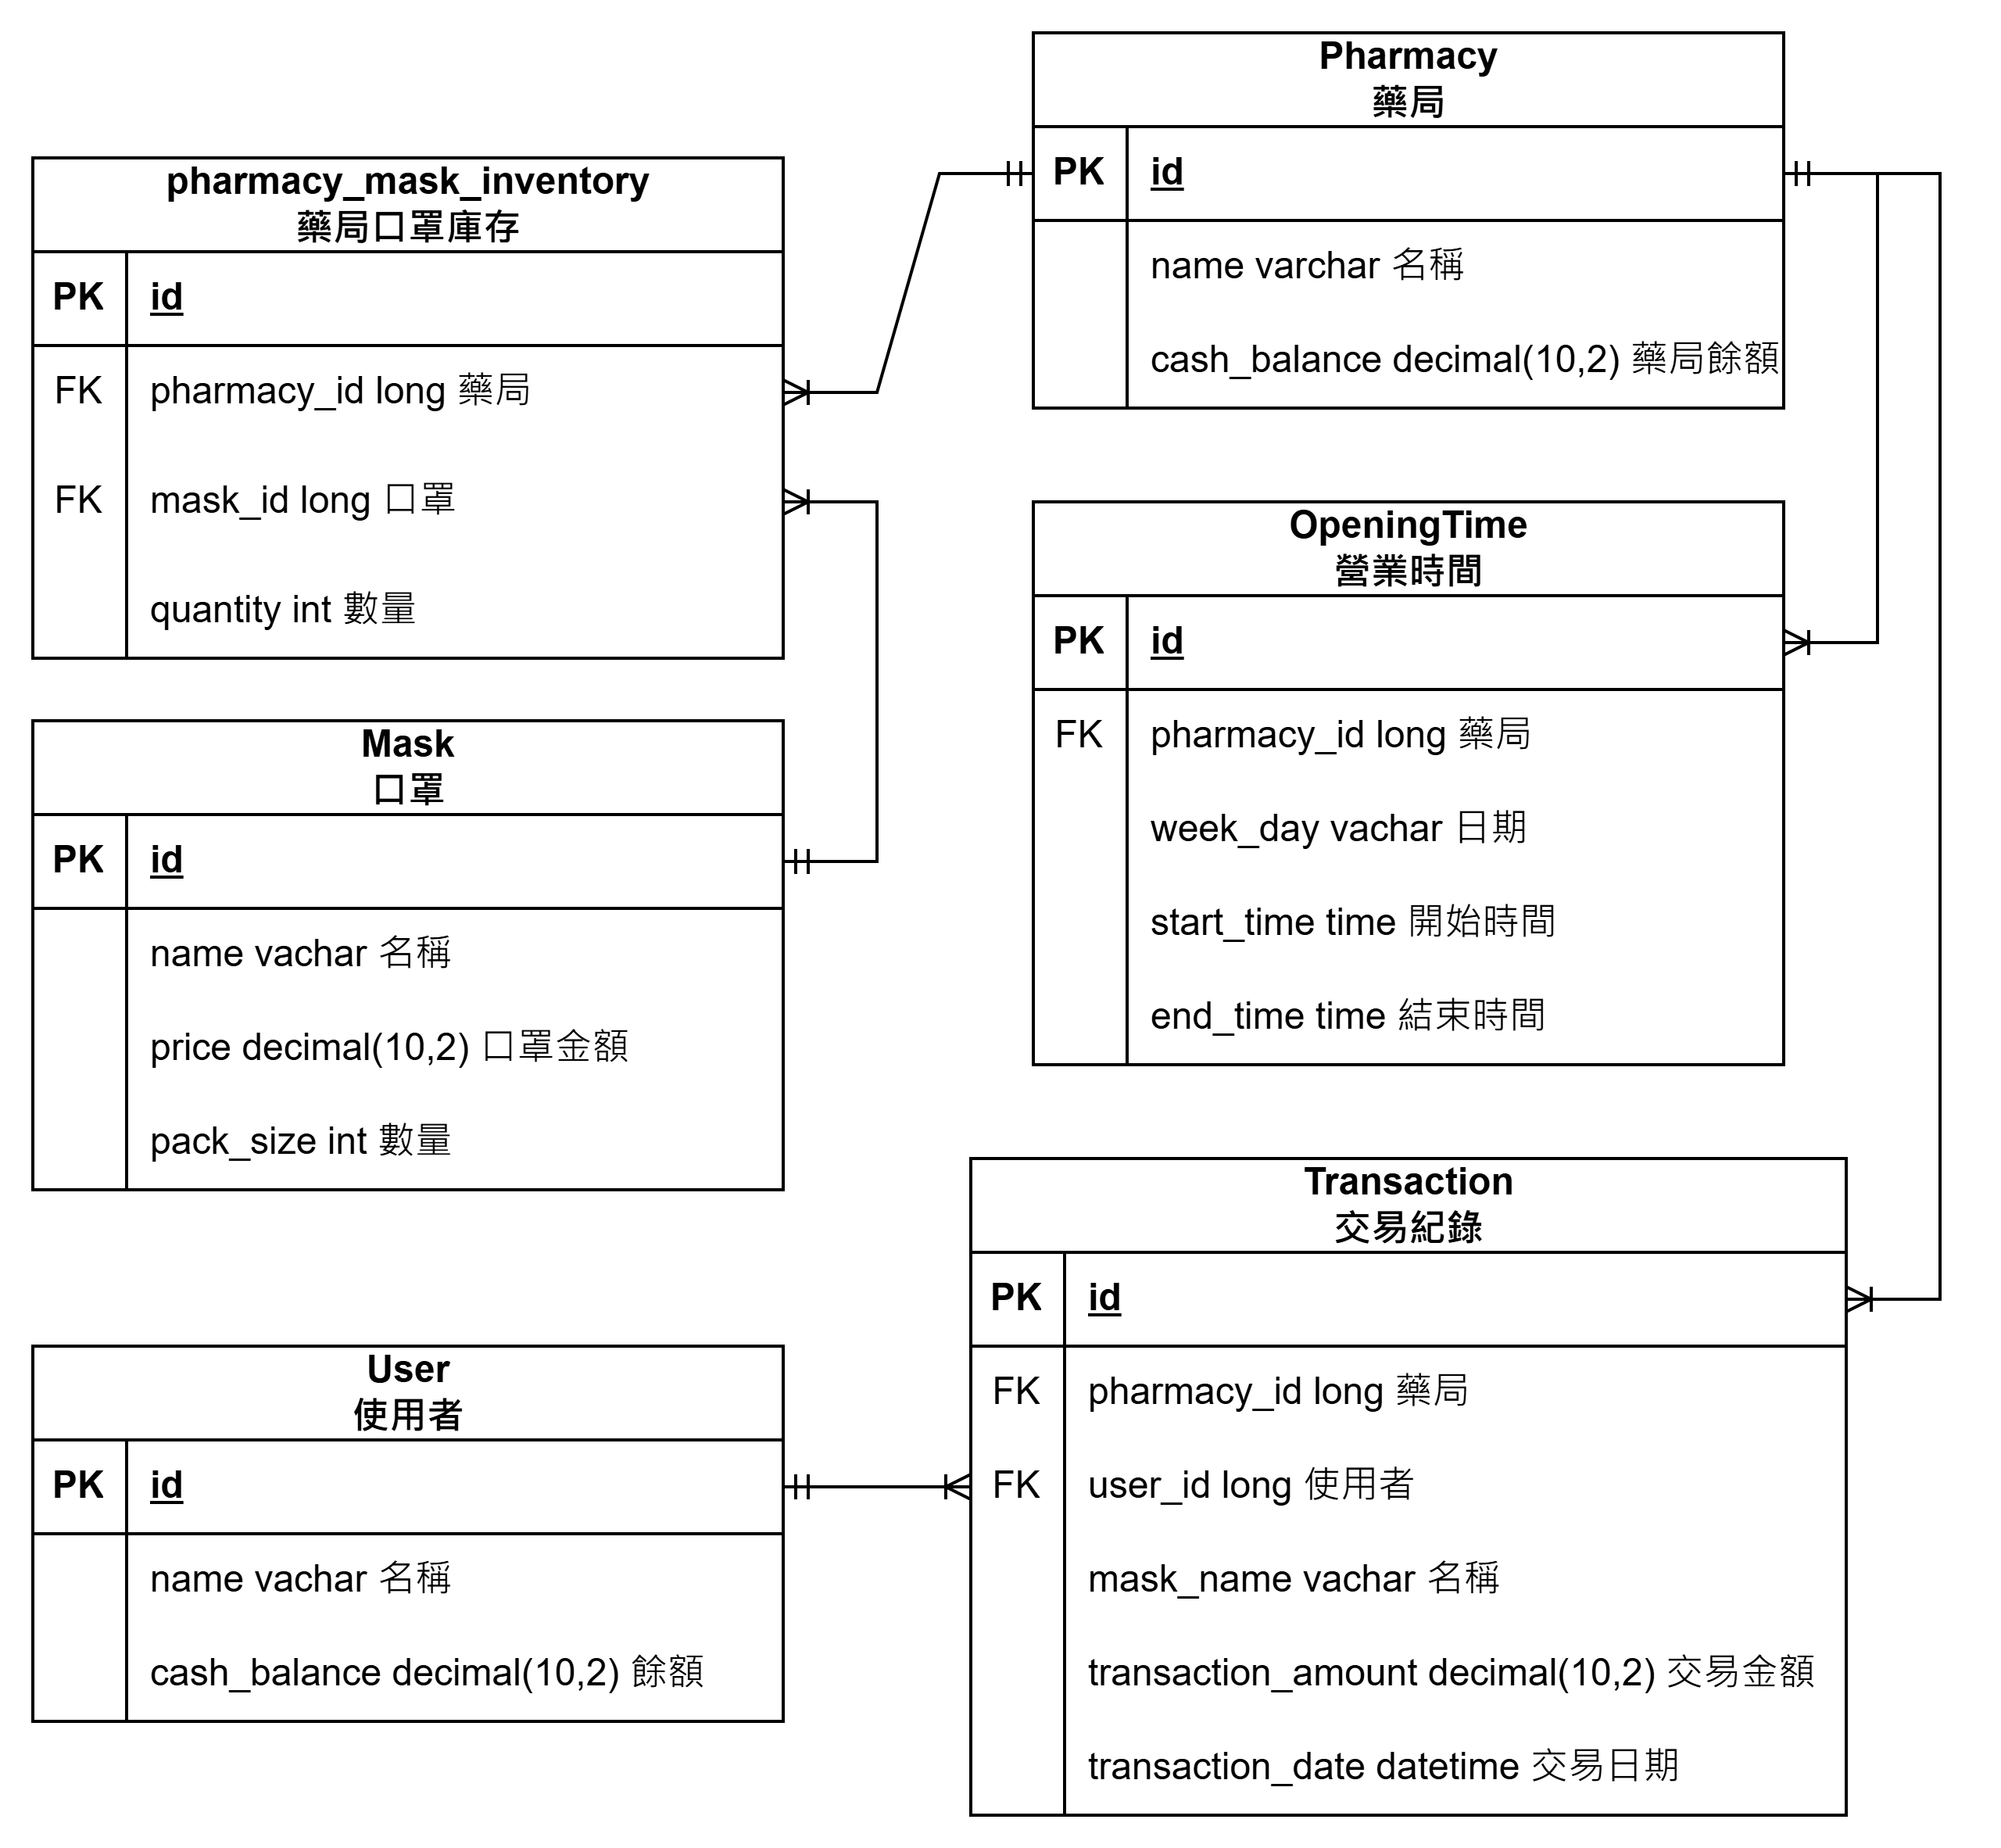 Pharmacy
藥局
PK id
name varchar 名稱
cash_balance decimal(10,2) 藥局餘額
pharmacy_mask_inventory
藥局口罩庫存
PK id
FK pharmacy_id long 藥局
FK mask_id long 口罩
quantity int 數量
OpeningTime
營業時間
PK id
FK pharmacy_id long 藥局
week_day vachar 日期
start_time time 開始時間
end_time time 結束時間
Mask
口罩
PK id
name vachar 名稱
price decimal(10,2) 口罩金額
pack_size int 數量
Transaction
交易紀錄
PK id
FK pharmacy_id long 藥局
FK user_id long 使用者
mask_name vachar 名稱
transaction_amount decimal(10,2) 交易金額
transaction_date datetime 交易日期
User
使用者
PK id
name vachar 名稱
cash_balance decimal(10,2) 餘額